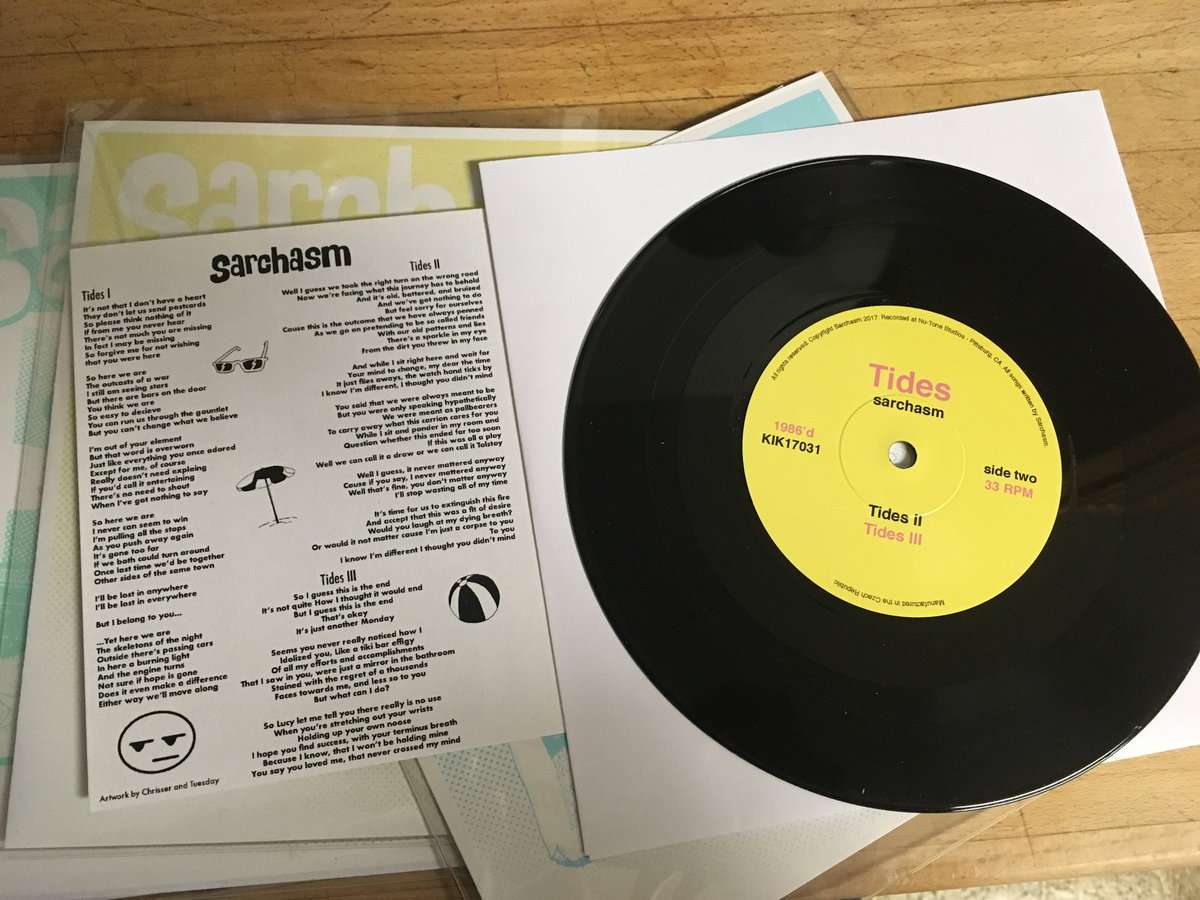 Sarch
sarchasm
Tides I
It's not that I don't have a heart
They don't let us send postcards
So please think nothing of it
If from me you never hear
There's not much you are missing
In fact I may be missing
So forgive me for not wishing
that you were here
So here we are
The outcasts of a war
I still am seeing stars
But there are bars on the door
You think we are
So easy to decieve
You can run us through the gauntlet
But you can't change what we believe
I'm out of your element
But that word is overworn
Just like everything you once adored
Except for me, of course
Really doesn't need exploing
If you'd call it entertaining
There's no need to shout
When I've got nothing to say
So here we are
I never can seem to win
I'm pulling all the stops
As you push away again
It's gone too far
If we both could turn around
Once last time we'd be together
Other sides of the same town
I'll be lost in anywhere
I'll be lost in everywhere
But I belong to you...
...Yet here we are
The skeletons of the night
Outside there's passing cars
In here a burning light
And the engine turns
Not sure if hope is gone
Does it even make a difference
Either way we'll move along
Artwork by Chrisser and Tuesday
Tides II
Well I guess we took the right turn on the wrong road
Now we're facing what this journey has to behold
And it's old, battered, and bruised
And we've got nothing to do
But feel sorry for ourselves
Cause this is the outcome that we have always penned
As we go on pretending to be so called friends
With our old patterns and lies
There's a sparkle in my eye
From the dirt you threw in my face
And while I sit right here and wait for
Your mind to change, my dear the time
It just flies aways, the watch hand ticks by
I know I'm different, I thought you didn't mind
You said that we were always meant to be
But you were only speaking hypothetically
We were meant as pallbearers
To carry away what this carrion cares for you
While I sit and ponder in my room and
Question whether this ended far too soon
If this was all a ploy
Well we can call it a draw or we can call it Tolstoy
Well I guess, it never mattered anyway
Cause if you say, I never mattered anyway
Well that's fine, you don't matter anyway
I'll stop wasting all of my time
It's time for us to extinguish this fire
And accept that this was a fit of desire
Would you laugh at my dying breath?
Or would it not matter cause I'm just a corpse to you
To you
I know I'm different I thought you didn't mind
Tides III
So I guess this is the end
It's not quite How I thought it would end
But I guess this is the end
That's okay
It's just another Monday
Seems you never really noticed how I
Idolized you, Like a tiki bar effigy
Of all my efforts and accomplishments
That I saw in you, were just a mirror in the bathroom
Stained with the regret of a thousands
Faces towards me, and less so to you
But what can I do?
So Lucy let me tell you there really is no use
When you're stretching out your wrists
Holding up your own noose
I hope you find success, with your terminus breath
Because I know, that I won't be holding mine
You say you loved me, that never crossed my mind
All rights reserved. Copyright Sarchasm 2017. Recorded at Nu-Tone Studios - Pittsburg, CA. All songs written by Sarchasm.
Tides
sarchasm
1986'd
KIK17031
side two
33 RPM
Tides ii
Tides III
Manufactured in the Czech Republic